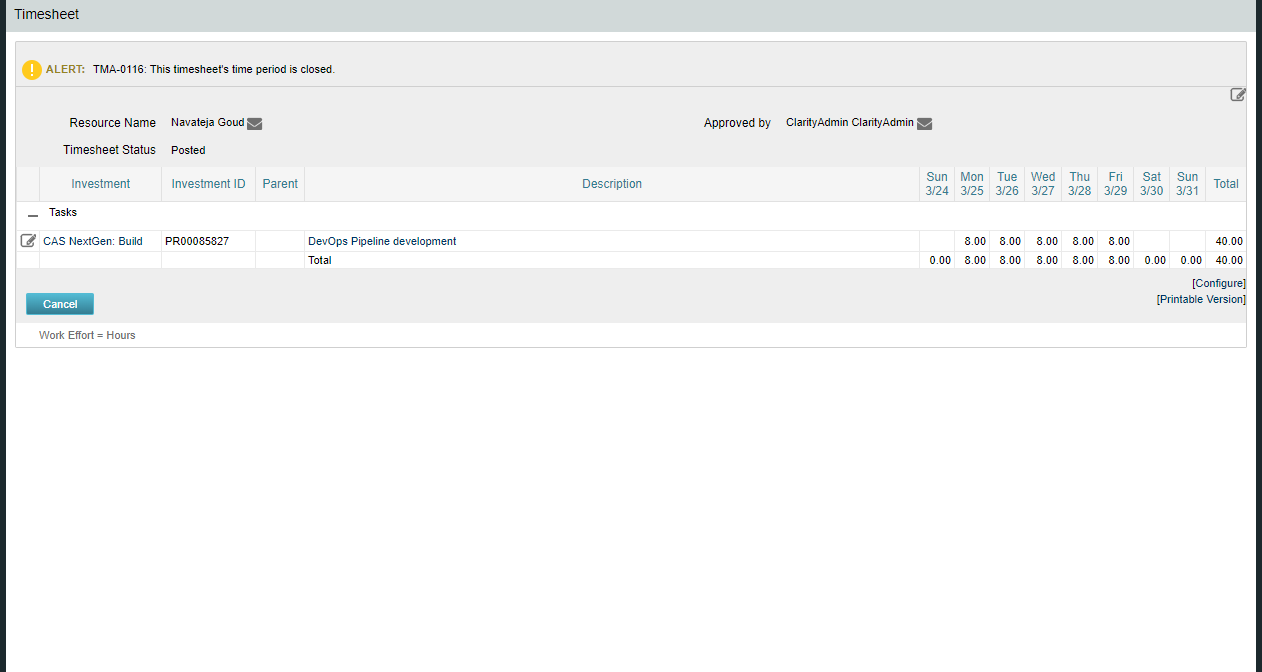 Timesheet
ALERT: TMA-0116: This timesheet's time period is closed.
Resource Name Navateja Goud Approved by ClarityAdmin ClarityAdmin
Timesheet Status Posted
Investment Investment ID Parent Description Sun 3/24 Mon 3/25 Tue 3/26 Wed 3/27 Thu 3/28 Fri 3/29 Sat 3/30 Sun 3/31 Total
Tasks
CAS NextGen: Build PR00085827 DevOps Pipeline development 8.00 8.00 8.00 8.00 8.00 40.00
Total 0.00 8.00 8.00 8.00 8.00 8.00 0.00 0.00 40.00
[Configure]
Cancel [Printable Version]
Work Effort = Hours